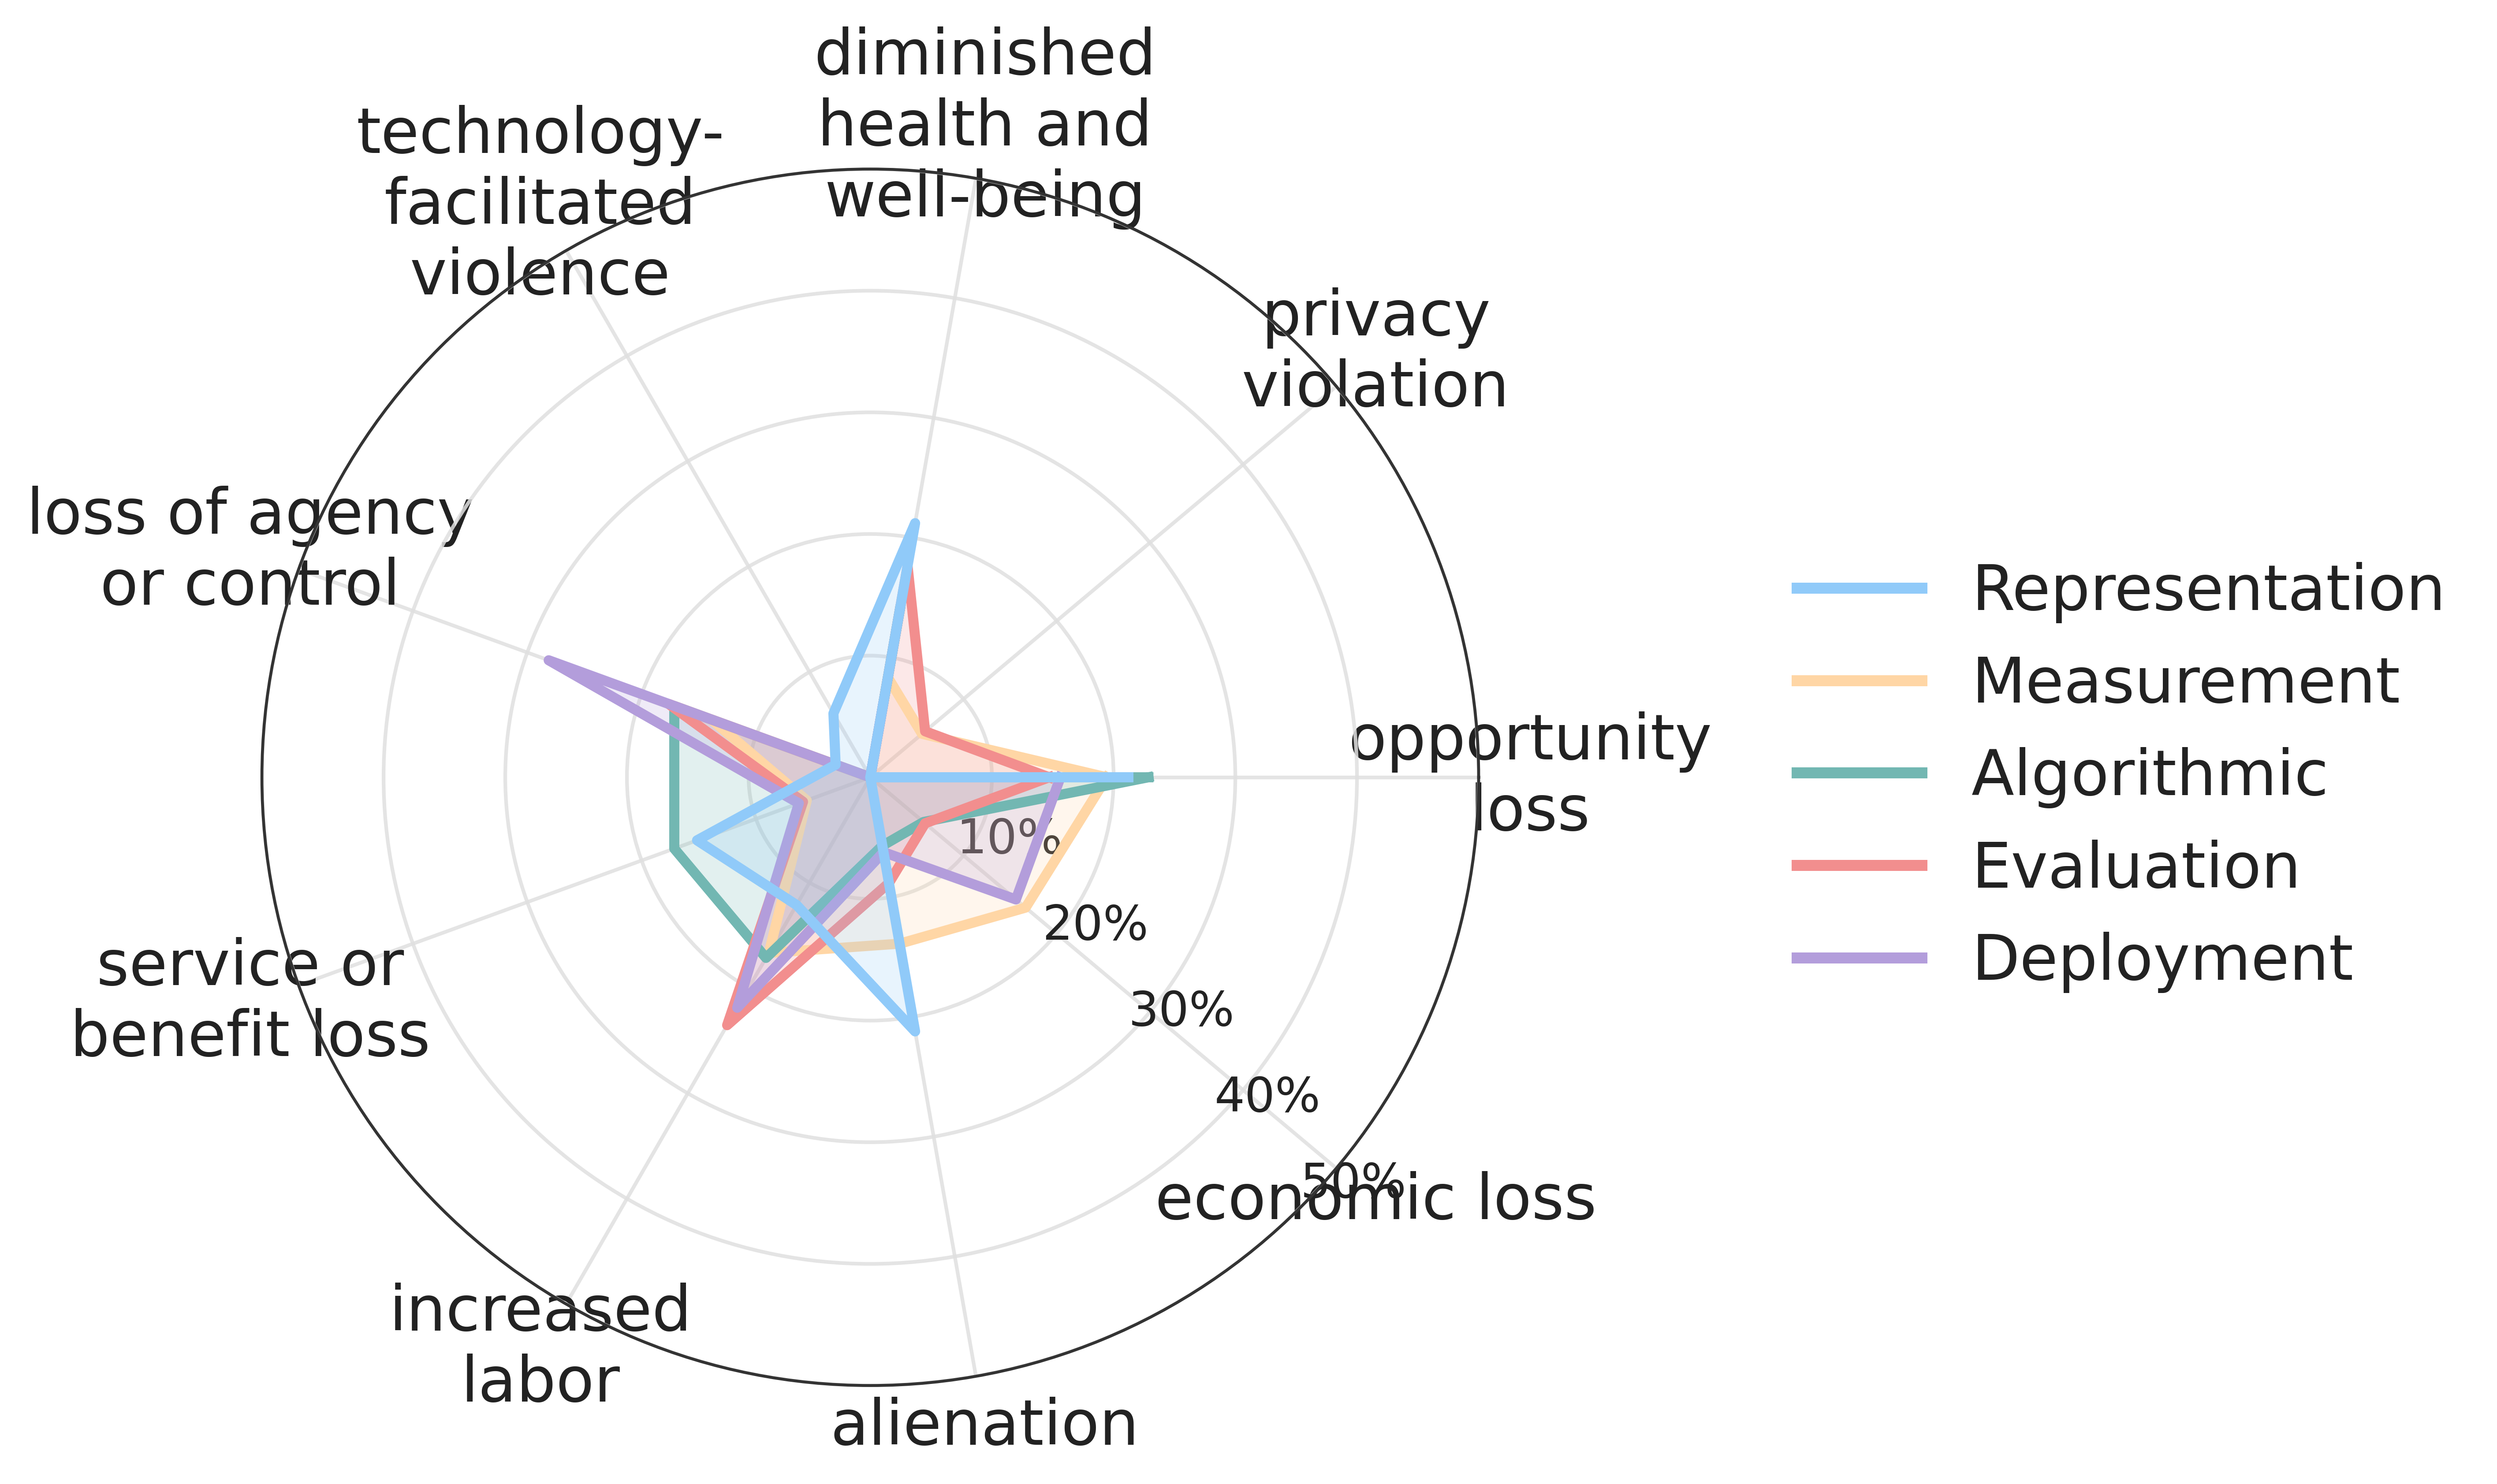 diminished
health and
well-being
technology-
facilitated
violence
privacy
violation
loss of agency
or control
opportunity
loss
service or
benefit loss
increased
labor
alienation
economic loss
10%
20%
30%
40%
50%
Representation
Measurement
Algorithmic
Evaluation
Deployment